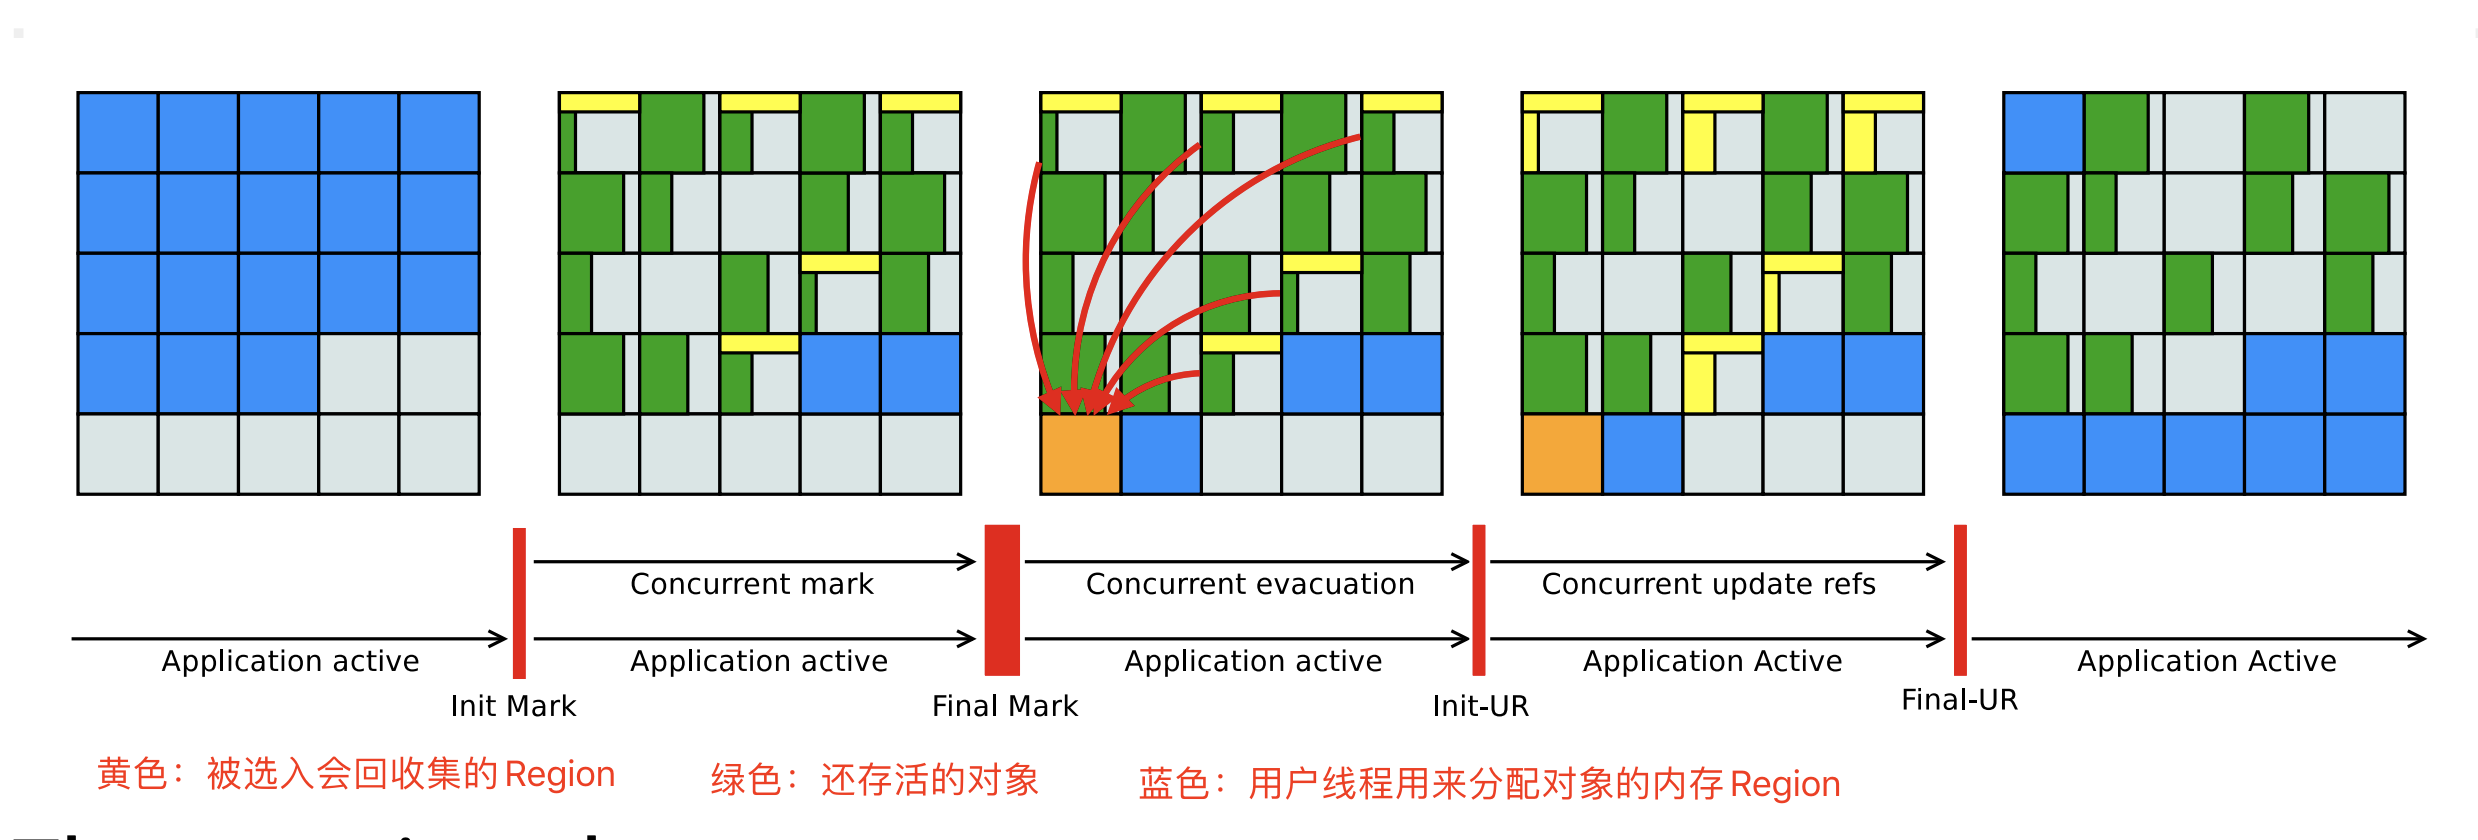 Concurrent mark
Concurrent evacuation
Concurrent update refs
Application active
Application active
Application active
Application Active
Application Active
Init Mark
Final Mark
Init-UR
Final-UR
黄色：被选入会回收集的Region
绿色：还存活的对象
蓝色：用户线程用来分配对象的内存Region